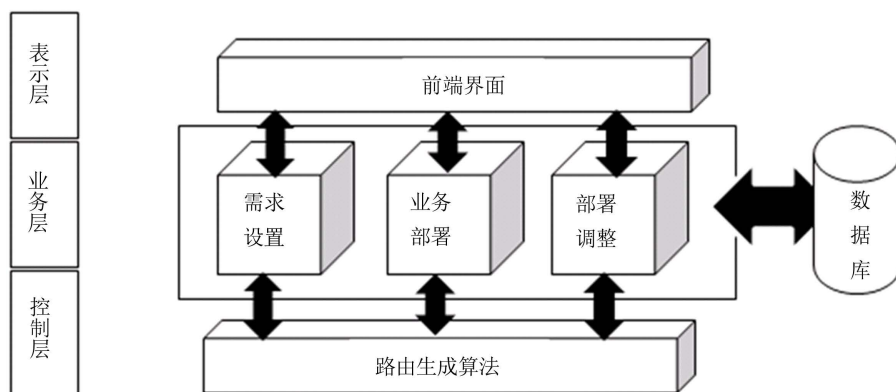 表示层
前端界面
业务层
需求
设置
业务
部署
部署
调整
数据库
控制层
路由生成算法